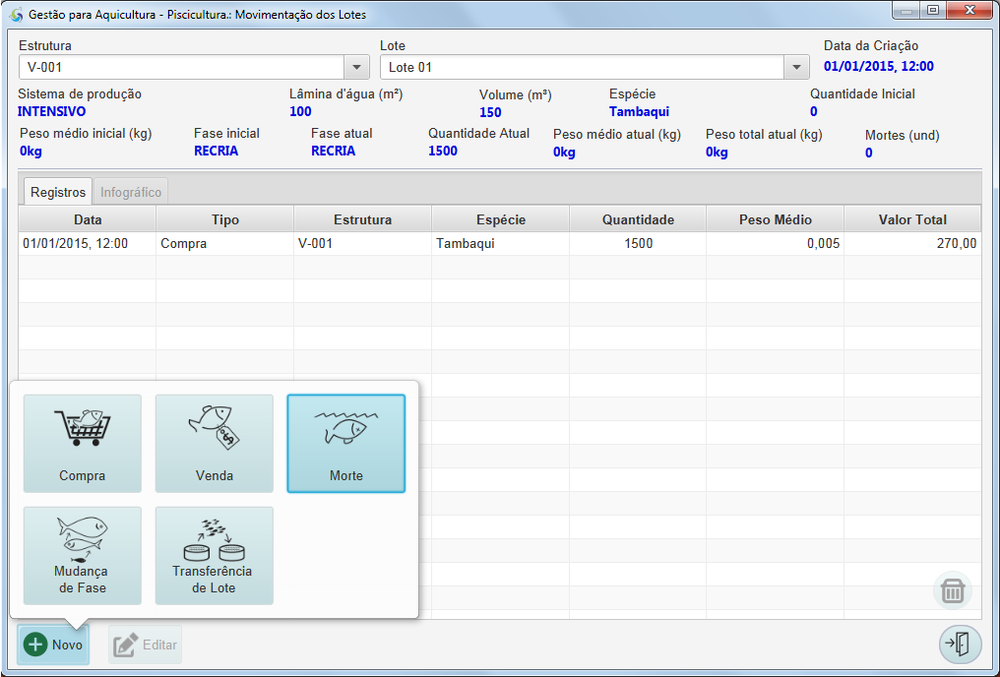 Gestão para Aquicultura - Piscicultura.: Movimentação dos Lotes
Estrutura Lote Data da Criação
V-001 Lote 01 01/01/2015, 12:00
Sistema de produção Lâmina d'água (m²) Volume (m³) Espécie Quantidade Inicial
INTENSIVO 100 150 Tambaqui 0
Peso médio inicial (kg) Fase inicial Fase atual Quantidade Atual Peso médio atual (kg) Peso total atual (kg) Mortes (und)
0kg RECRIA RECRIA 1500 0kg 0kg 0
Registros Infográfico
Data Tipo Estrutura Espécie Quantidade Peso Médio Valor Total
01/01/2015, 12:00 Compra V-001 Tambaqui 1500 0,005 270,00
Compra Venda Morte
Mudança Transferência
de Fase de Lote
Novo Editar